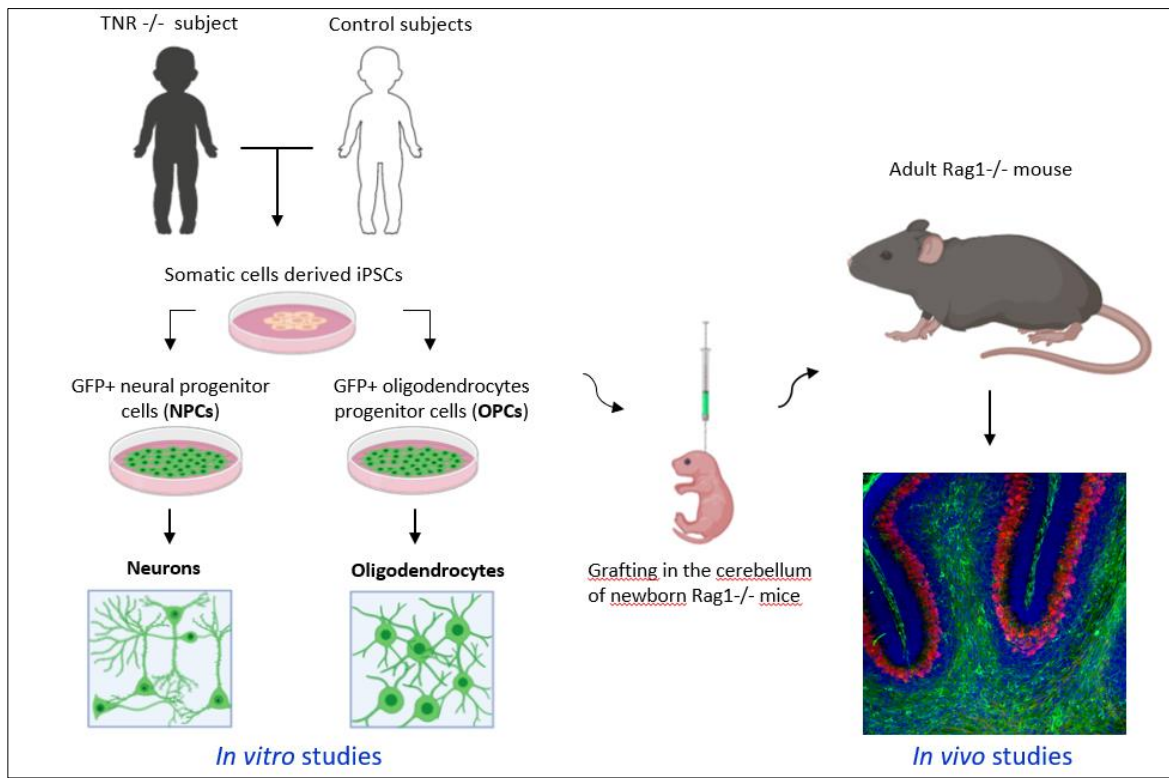 TNR -/- subject
Control subjects
Somatic cells derived iPSCs
GFP+ neural progenitor
cells (NPCs)
GFP+ oligodendrocytes
progenitor cells (OPCs)
Neurons
Oligodendrocytes
In vitro studies
Grafting in the cerebellum
of newborn Rag1-/- mice
Adult Rag1-/- mouse
In vivo studies